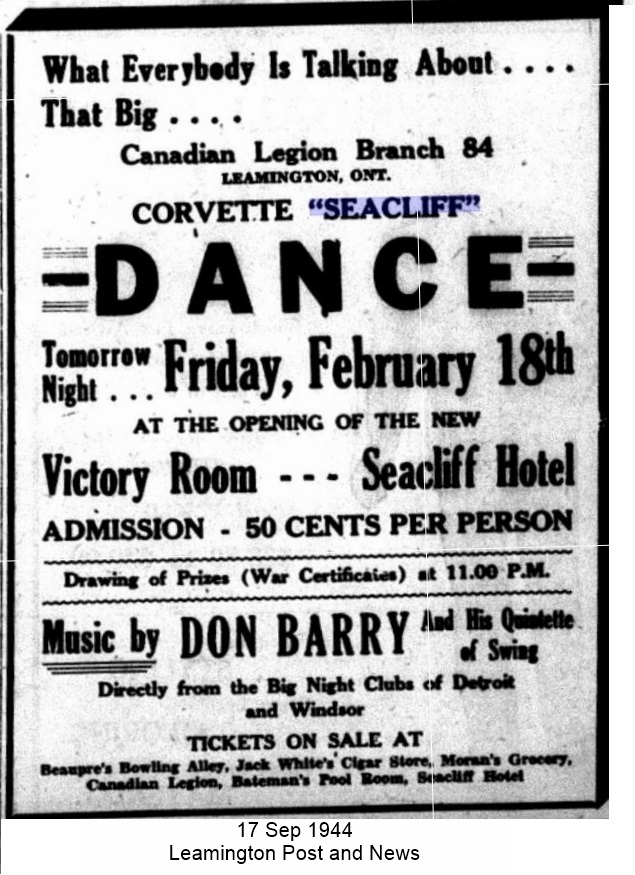 What Everybody Is Talking About . . . .
That Big . . . .
Canadian Legion Branch 84
LEAMINGTON, ONT.
CORVETTE "SEACLIFF"
DANCE
Tomorrow Night . . . Friday, February 18th
AT THE OPENING OF THE NEW
Victory Room - - - Seacliff Hotel
ADMISSION - 50 CENTS PER PERSON
Drawing of Prizes (War Certificates) at 11.00 P.M.
Music by DON BARRY And His Quintette of Swing
Directly from the Big Night Clubs of Detroit
and Windsor
TICKETS ON SALE AT
Beaupre's Bowling Alley, Jack White's Cigar Store, Moran's Grocery,
Canadian Legion, Bateman's Pool Room, Seacliff Hotel
17 Sep 1944
Leamington Post and News